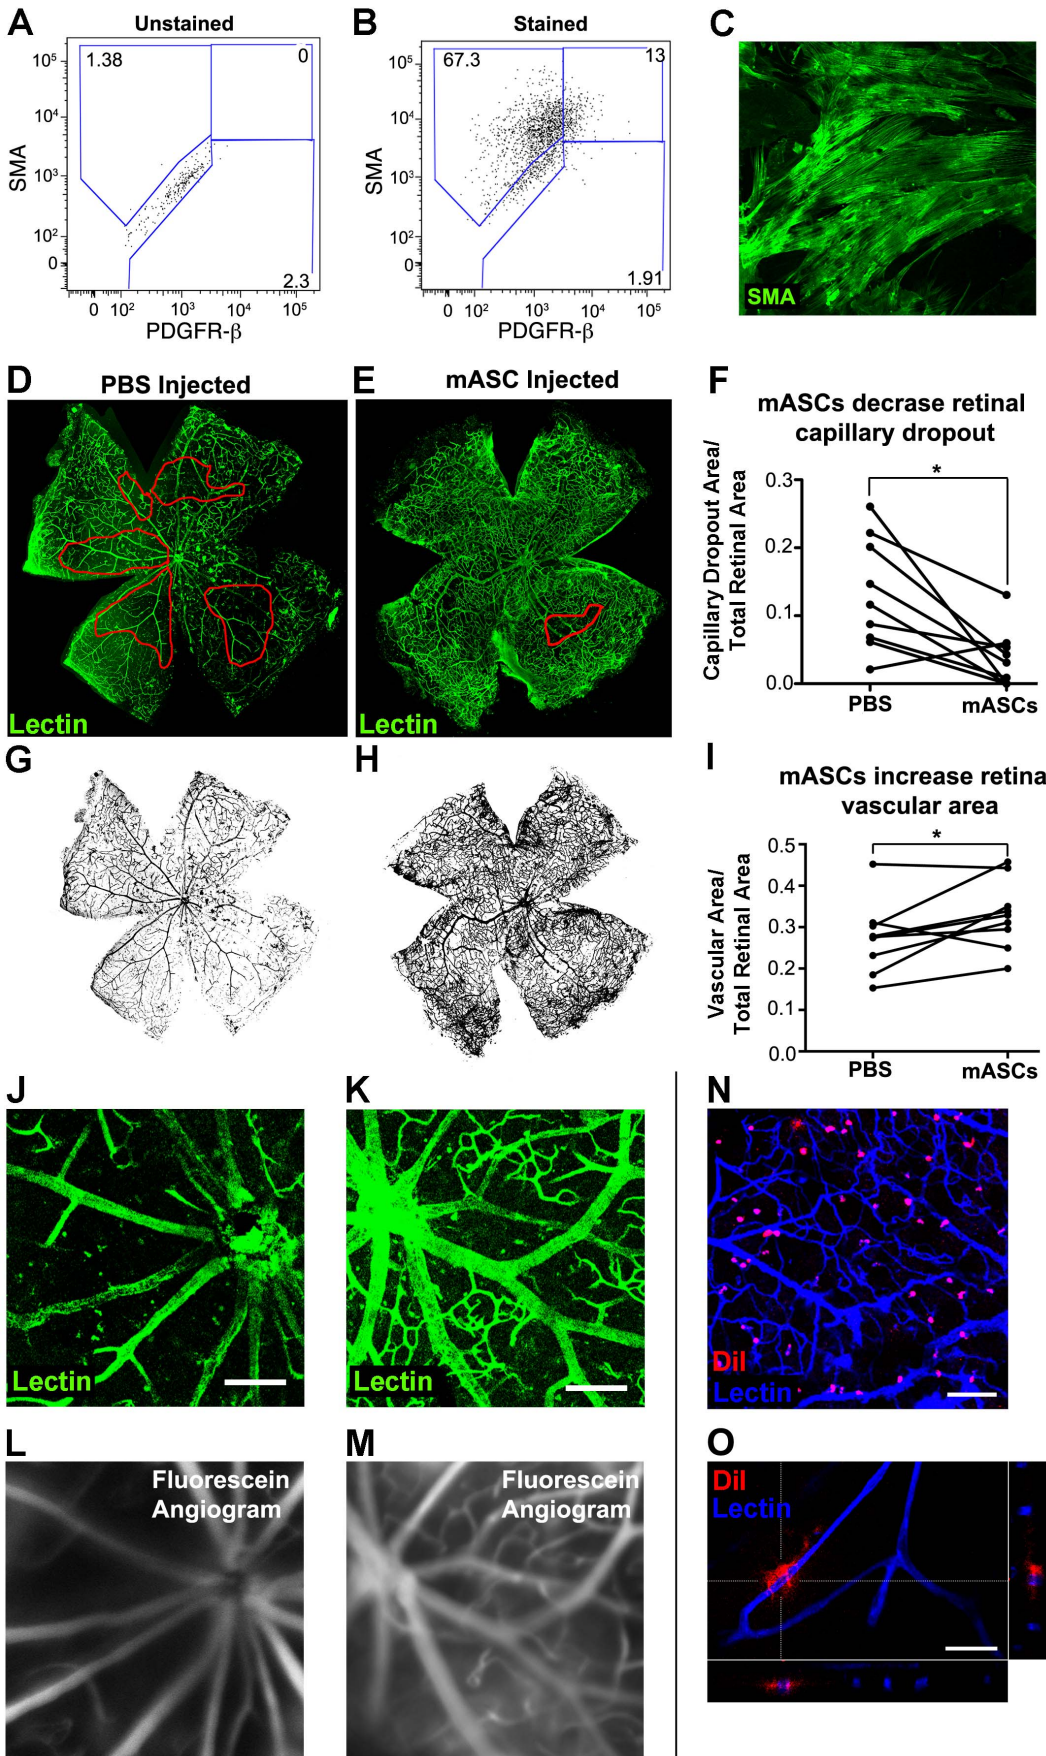 A
Unstained
1.38
0
10⁵
10⁴
10³
10²
0
SMA
2.3
0 10² 10³ 10⁴ 10⁵
PDGFR-β
B
Stained
67.3
13
10⁵
10⁴
10³
10²
0
SMA
1.91
0 10² 10³ 10⁴ 10⁵
PDGFR-β
C
SMA
D
PBS Injected
Lectin
E
mASC Injected
Lectin
F
mASCs decrase retinal
capillary dropout
*
Capillary Dropout Area/
Total Retinal Area
0.3
0.2
0.1
0.0
PBS
mASCs
G
H
I
mASCs increase retina
vascular area
*
Vascular Area/
Total Retinal Area
0.5
0.4
0.3
0.2
0.1
0.0
PBS
mASCs
J
Lectin
K
Lectin
L
Fluorescein
Angiogram
M
Fluorescein
Angiogram
N
DiI
Lectin
O
DiI
Lectin